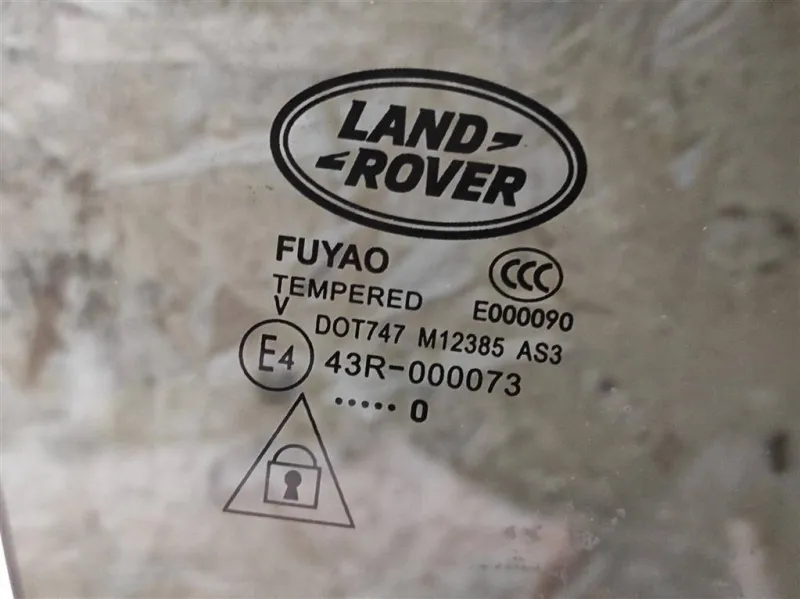 LAND
ROVER
FUYAO
CCC
TEMPERED
E000090
V
DOT747 M12385 AS3
E4
43R-000073
..... 0